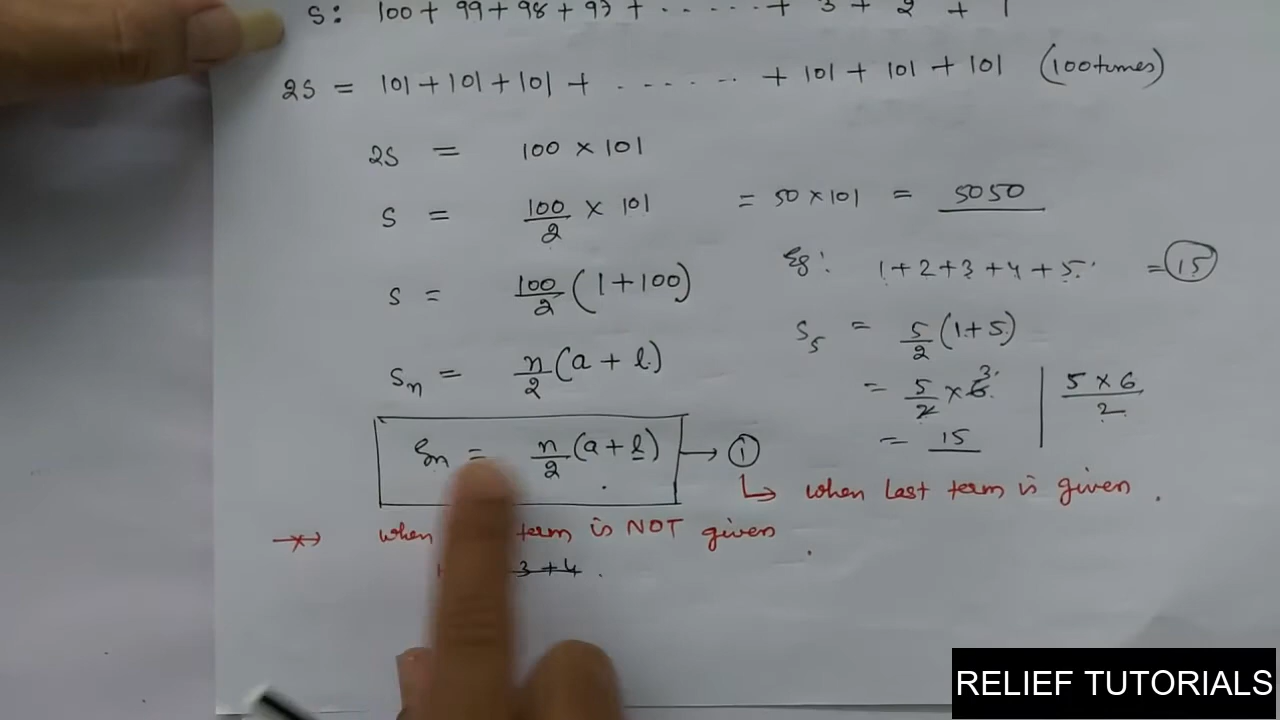 S: 100 + 99 + 98 + 97 + ...... + 3 + 2 + 1
2S = 101 + 101 + 101 + ...... + 101 + 101 + 101 (100 times)
2S = 100 × 101
S = 100/2 × 101 = 50 × 101 = 5050
Eg: 1 + 2 + 3 + 4 + 5 = 15
S = 100/2 (1 + 100)
S5 = 5/2 (1 + 5)
Sn = n/2 (a + l)
= 5/2 × 6 3 | 5 × 6 / 2
= 15
Sn = n/2 (a + l) → 1
↳ when last term is given.
when term is NOT given
3 + 4.
RELIEF TUTORIALS